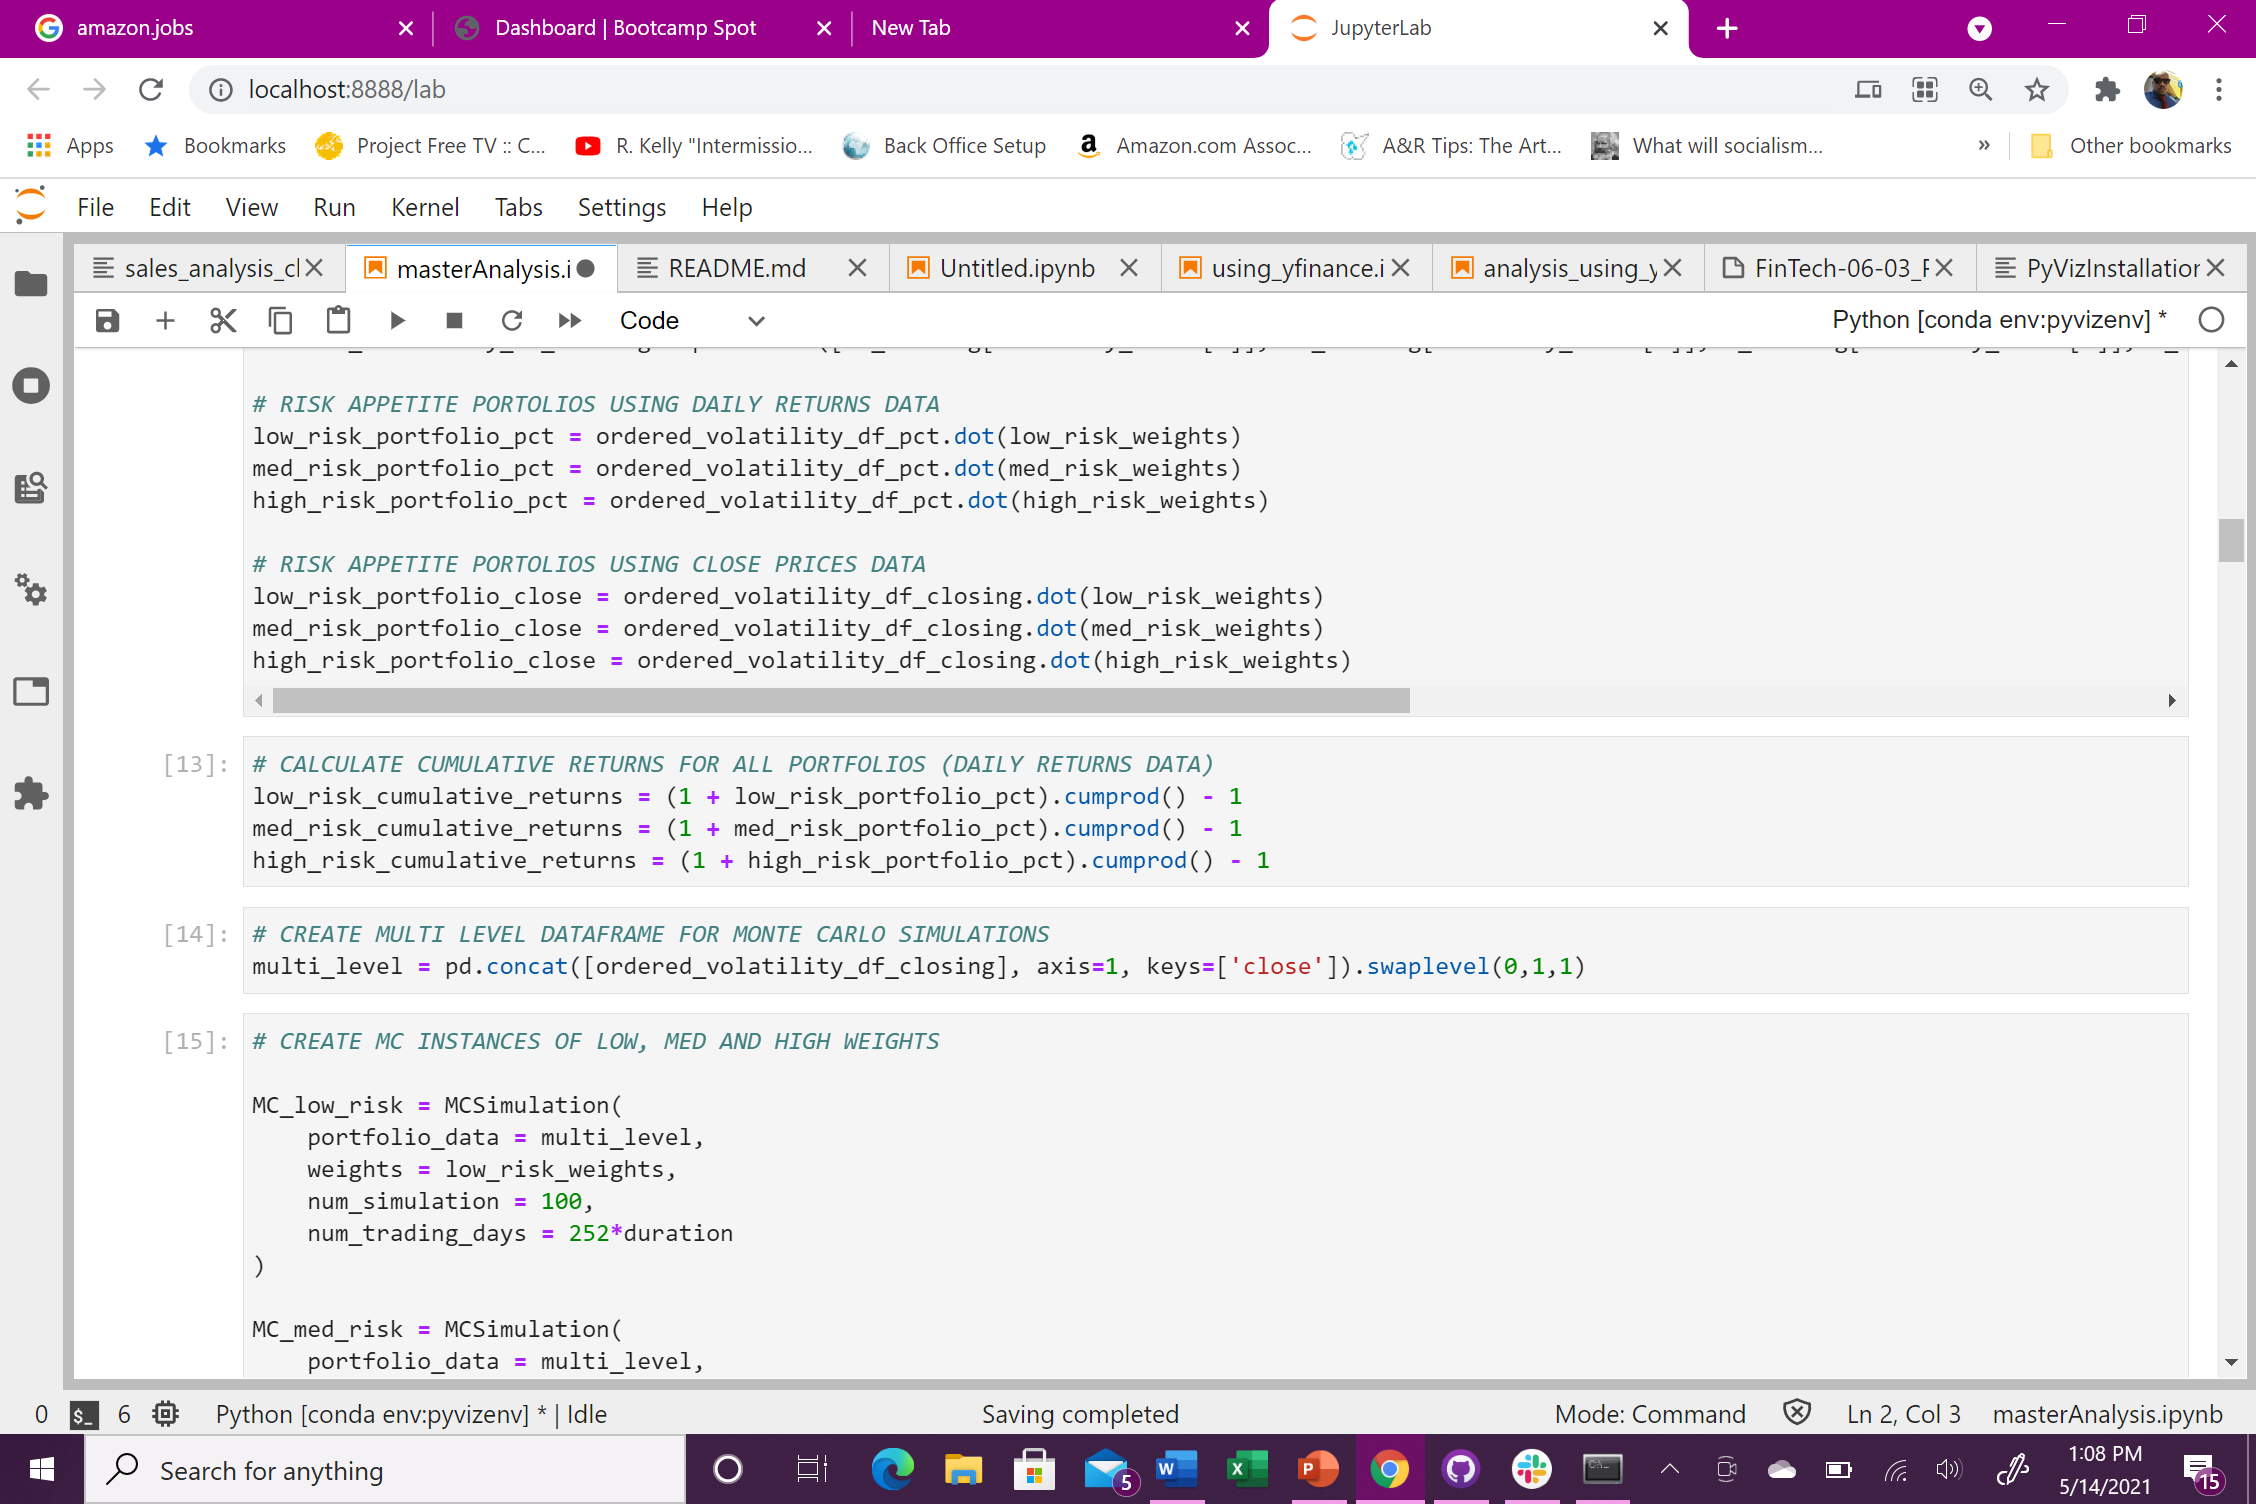 amazon.jobs
Dashboard | Bootcamp Spot
New Tab
JupyterLab
localhost:8888/lab
Apps
Bookmarks
Project Free TV :: C...
R. Kelly "Intermissio...
Back Office Setup
Amazon.com Assoc...
A&R Tips: The Art...
What will socialism...
»
Other bookmarks
File Edit View Run Kernel Tabs Settings Help
sales_analysis_cl
masterAnalysis.i
README.md
Untitled.ipynb
using_yfinance.i
analysis_using_y
FinTech-06-03_F
PyVizInstallation
Code
Python [conda env:pyvizenv] *
# RISK APPETITE PORTOLIOS USING DAILY RETURNS DATA
low_risk_portfolio_pct = ordered_volatility_df_pct.dot(low_risk_weights)
med_risk_portfolio_pct = ordered_volatility_df_pct.dot(med_risk_weights)
high_risk_portfolio_pct = ordered_volatility_df_pct.dot(high_risk_weights)
# RISK APPETITE PORTOLIOS USING CLOSE PRICES DATA
low_risk_portfolio_close = ordered_volatility_df_closing.dot(low_risk_weights)
med_risk_portfolio_close = ordered_volatility_df_closing.dot(med_risk_weights)
high_risk_portfolio_close = ordered_volatility_df_closing.dot(high_risk_weights)
[13]: # CALCULATE CUMULATIVE RETURNS FOR ALL PORTFOLIOS (DAILY RETURNS DATA)
low_risk_cumulative_returns = (1 + low_risk_portfolio_pct).cumprod() - 1
med_risk_cumulative_returns = (1 + med_risk_portfolio_pct).cumprod() - 1
high_risk_cumulative_returns = (1 + high_risk_portfolio_pct).cumprod() - 1
[14]: # CREATE MULTI LEVEL DATAFRAME FOR MONTE CARLO SIMULATIONS
multi_level = pd.concat([ordered_volatility_df_closing], axis=1, keys=['close']).swaplevel(0,1,1)
[15]: # CREATE MC INSTANCES OF LOW, MED AND HIGH WEIGHTS
MC_low_risk = MCSimulation(
    portfolio_data = multi_level,
    weights = low_risk_weights,
    num_simulation = 100,
    num_trading_days = 252*duration
)
MC_med_risk = MCSimulation(
    portfolio_data = multi_level,
0 $_ 6 Python [conda env:pyvizenv] * | Idle
Saving completed
Mode: Command
Ln 2, Col 3
masterAnalysis.ipynb
Search for anything
5
W
X
P
C:\_
1:08 PM
5/14/2021
15